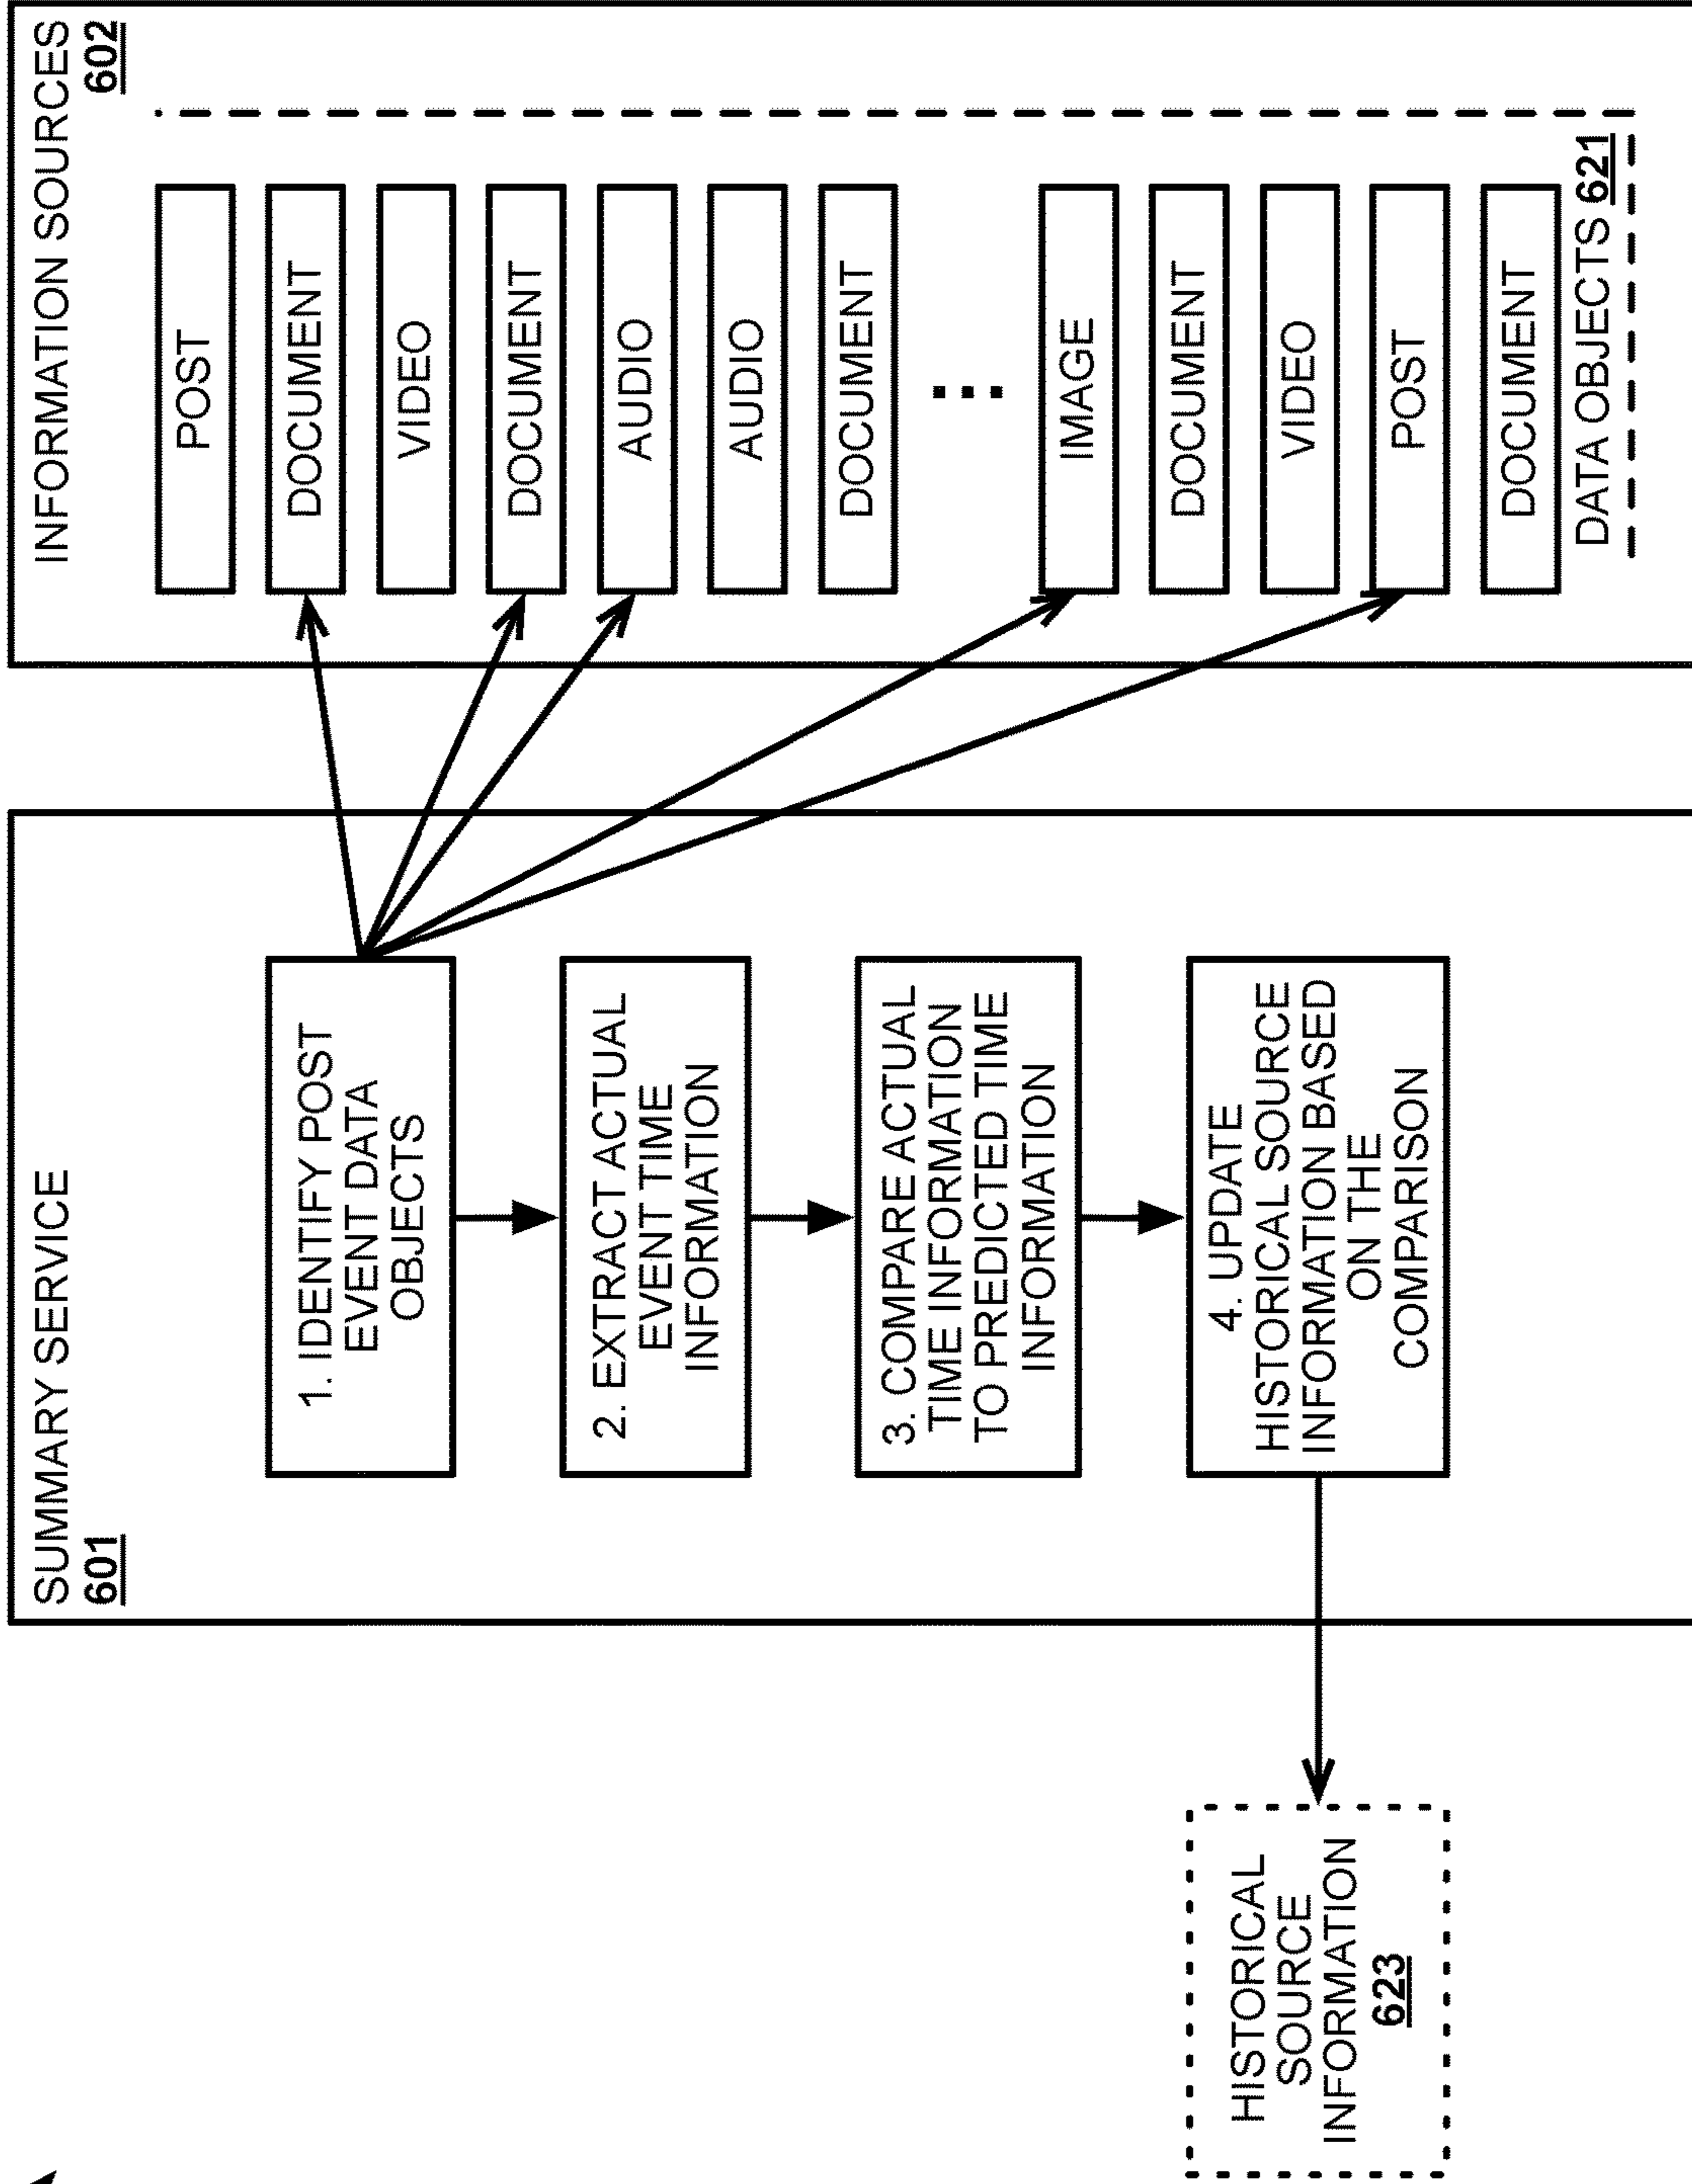 SUMMARY SERVICE
601
1. IDENTIFY POST
EVENT DATA
OBJECTS
2. EXTRACT ACTUAL
EVENT TIME
INFORMATION
3. COMPARE ACTUAL
TIME INFORMATION
TO PREDICTED TIME
INFORMATION
4. UPDATE
HISTORICAL SOURCE
INFORMATION BASED
ON THE
COMPARISON
HISTORICAL
SOURCE
INFORMATION
623
INFORMATION SOURCES
602
POST
DOCUMENT
VIDEO
DOCUMENT
AUDIO
AUDIO
DOCUMENT
...
IMAGE
DOCUMENT
VIDEO
POST
DOCUMENT
DATA OBJECTS 621